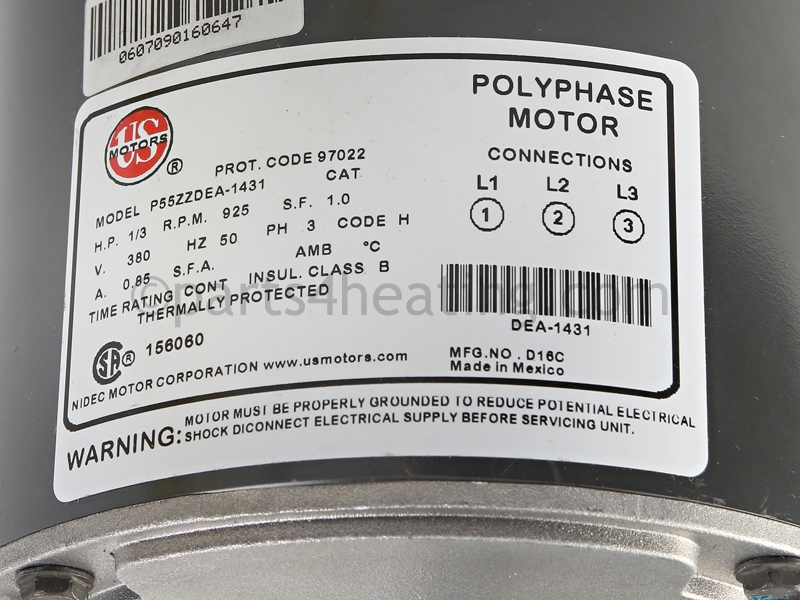 0607090160647
US
MOTORS
®
PROT. CODE 97022
MODEL P55ZZDEA-1431 CAT
H.P. 1/3 R.P.M. 925 S.F. 1.0
V. 380 HZ 50 PH 3 CODE H
A. 0.85 S.F.A. AMB °C
TIME RATING CONT INSUL. CLASS B
THERMALLY PROTECTED
SA® 156060
NIDEC MOTOR CORPORATION www.usmotors.com
POLYPHASE
MOTOR
CONNECTIONS
L1 L2 L3
1 2 3
DEA-1431
MFG.NO. D16C
Made in Mexico
WARNING: MOTOR MUST BE PROPERLY GROUNDED TO REDUCE POTENTIAL ELECTRICAL
SHOCK DICONNECT ELECTRICAL SUPPLY BEFORE SERVICING UNIT.
©parts4heating.com